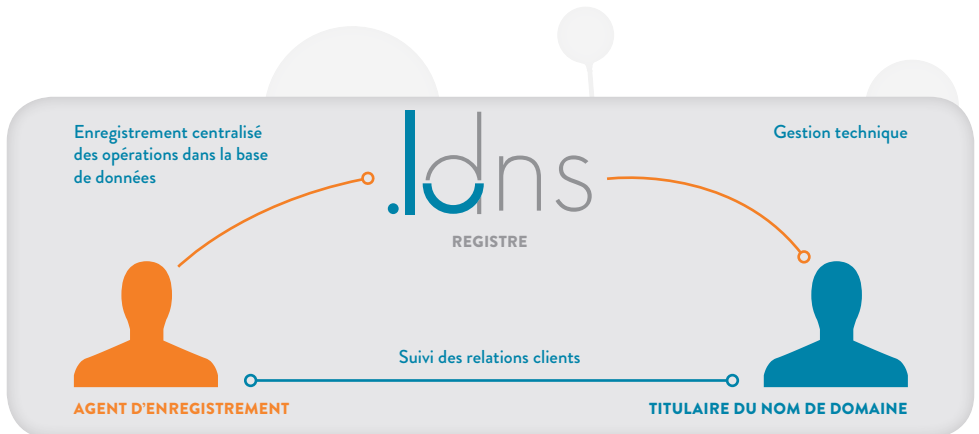 Enregistrement centralisé
des opérations dans la base
de données
.ldns
Gestion technique
REGISTRE
Suivi des relations clients
AGENT D'ENREGISTREMENT
TITULAIRE DU NOM DE DOMAINE